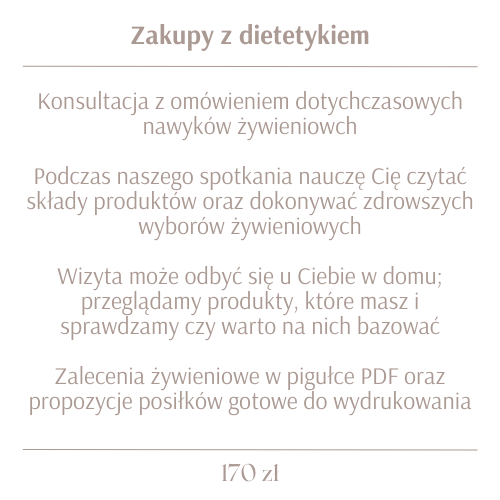 Zakupy z dietetykiem
Konsultacja z omówieniem dotychczasowych
nawyków żywieniowch
Podczas naszego spotkania nauczę Cię czytać
składy produktów oraz dokonywać zdrowszych
wyborów żywieniowych
Wizyta może odbyć się u Ciebie w domu;
przeglądamy produkty, które masz i
sprawdzamy czy warto na nich bazować
Zalecenia żywieniowe w pigułce PDF oraz
propozycje posiłków gotowe do wydrukowania
170 zł